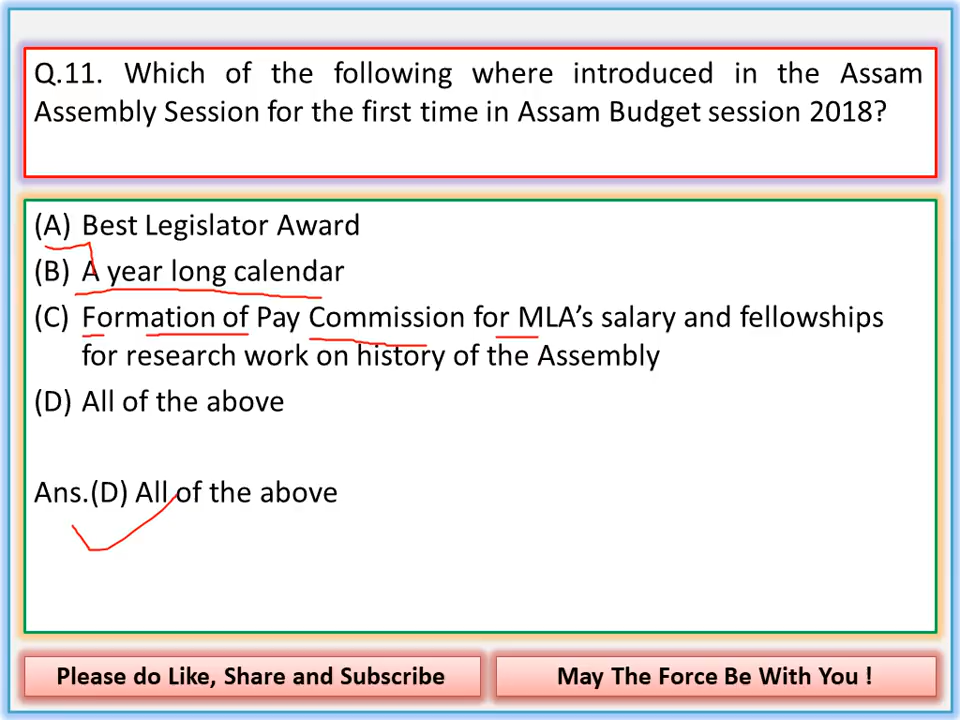 Q.11. Which of the following where introduced in the Assam
Assembly Session for the first time in Assam Budget session 2018?
(A) Best Legislator Award
(B) A year long calendar
(C) Formation of Pay Commission for MLA's salary and fellowships
for research work on history of the Assembly
(D) All of the above
Ans.(D) All of the above
Please do Like, Share and Subscribe
May The Force Be With You !